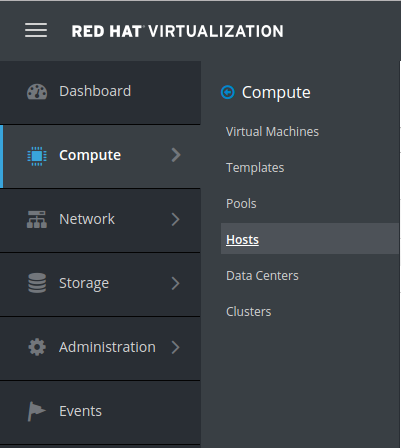 RED HAT VIRTUALIZATION
Dashboard
Compute
Network
Storage
Administration
Events
Compute
Virtual Machines
Templates
Pools
Hosts
Data Centers
Clusters